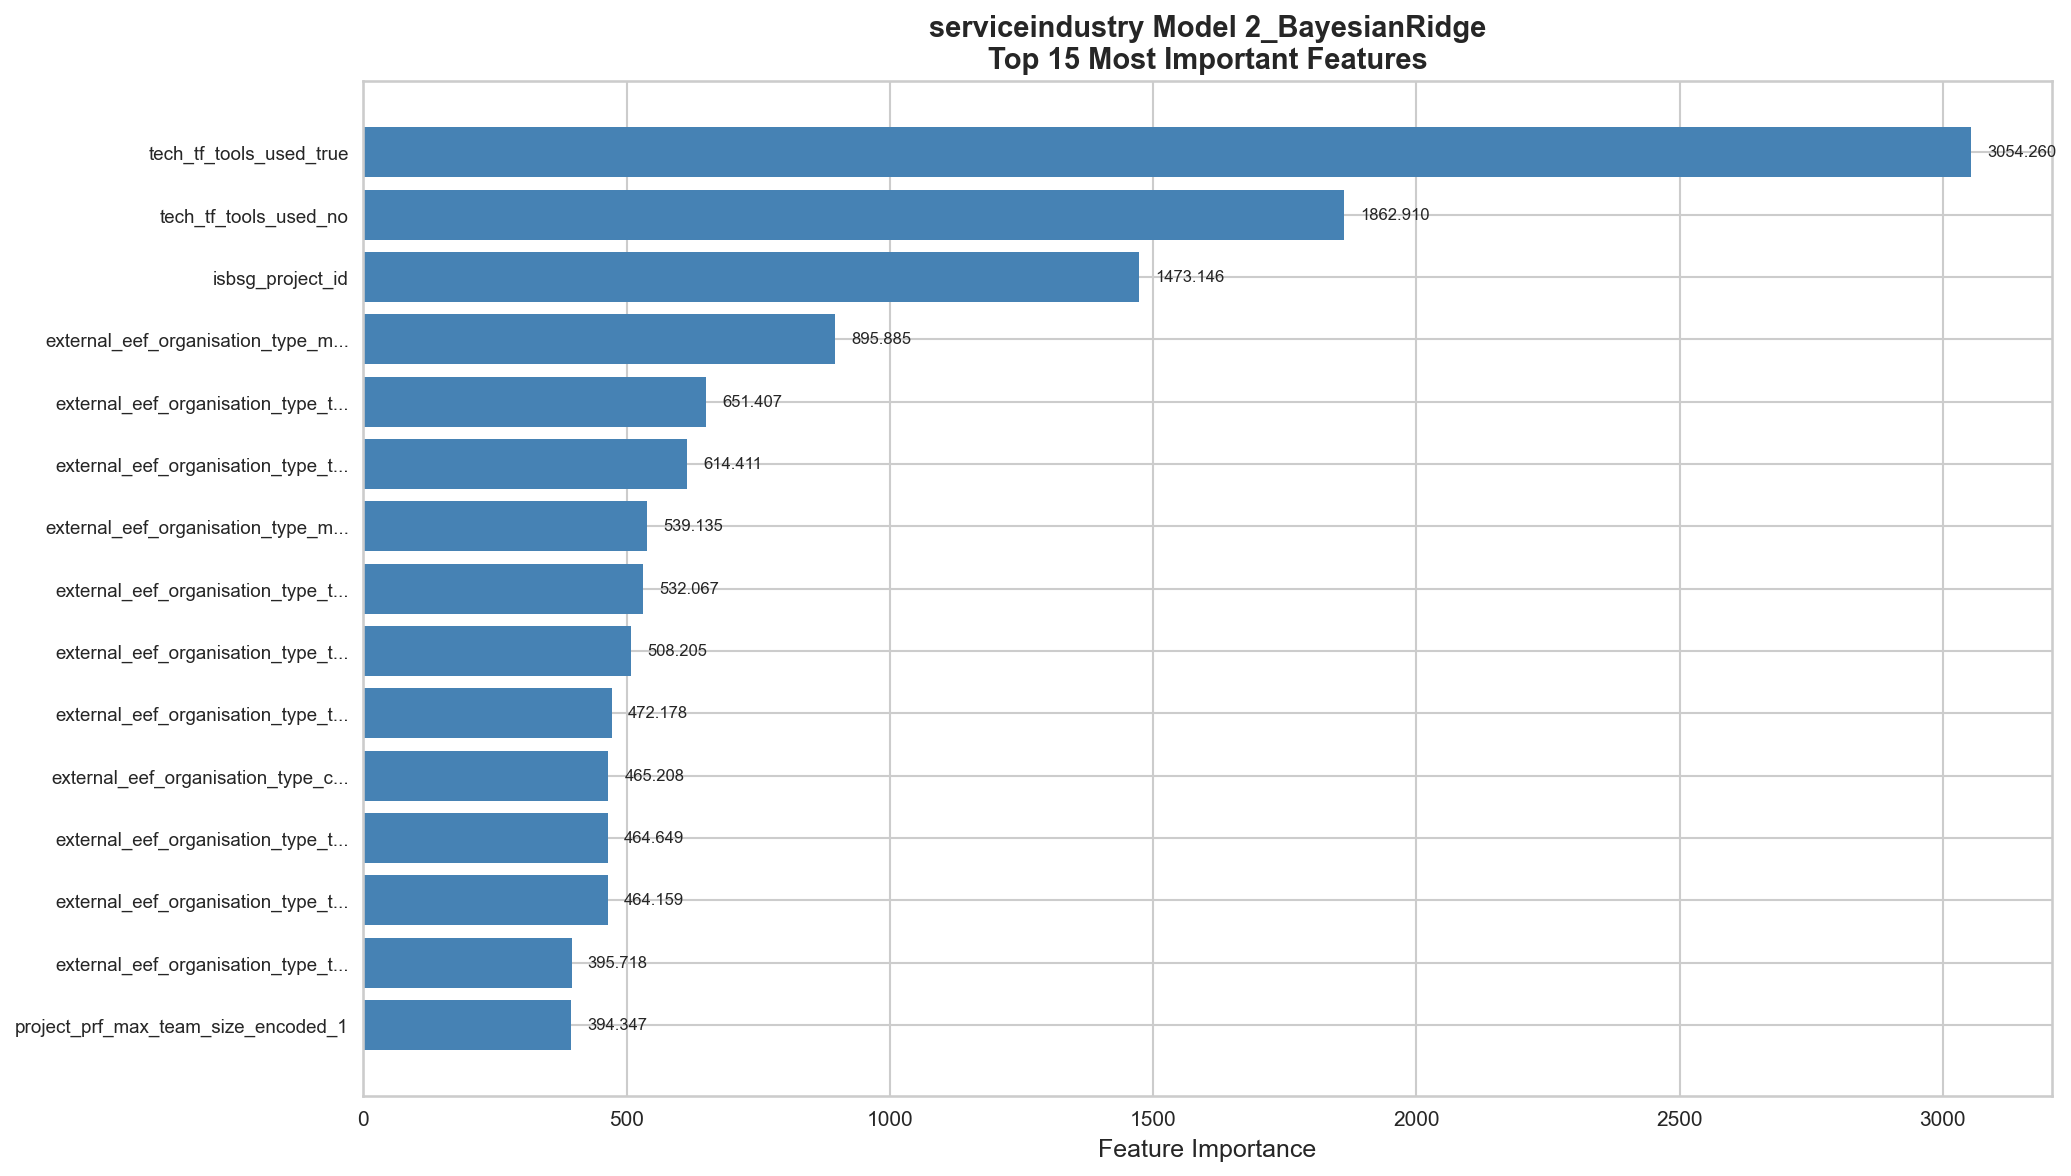 serviceindustry Model 2_BayesianRidge
Top 15 Most Important Features
tech_tf_tools_used_true 3054.260
tech_tf_tools_used_no 1862.910
isbsg_project_id 1473.146
external_eef_organisation_type_m... 895.885
external_eef_organisation_type_t... 651.407
external_eef_organisation_type_t... 614.411
external_eef_organisation_type_m... 539.135
external_eef_organisation_type_t... 532.067
external_eef_organisation_type_t... 508.205
external_eef_organisation_type_t... 472.178
external_eef_organisation_type_c... 465.208
external_eef_organisation_type_t... 464.649
external_eef_organisation_type_t... 464.159
external_eef_organisation_type_t... 395.718
project_prf_max_team_size_encoded_1 394.347
0 500 1000 1500 2000 2500 3000
Feature Importance